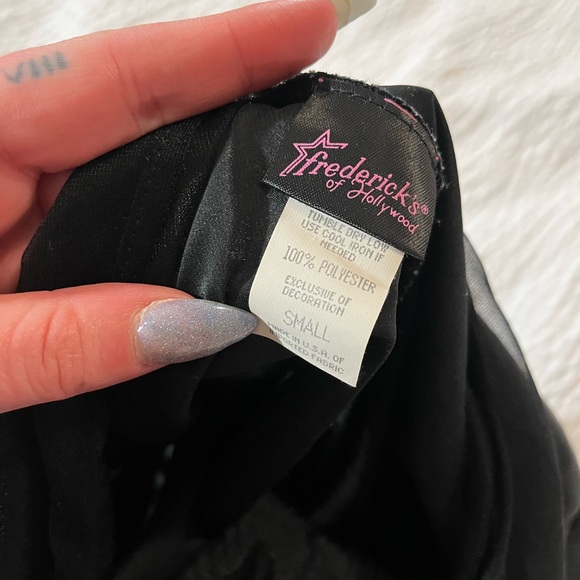 VIII
frederick's®
of Hollywood
TUMBLE DRY LOW
USE COOL IRON IF
NEEDED
100% POLYESTER
EXCLUSIVE OF
DECORATION
SMALL
MADE IN U.S.A. OF
IMPORTED FABRIC